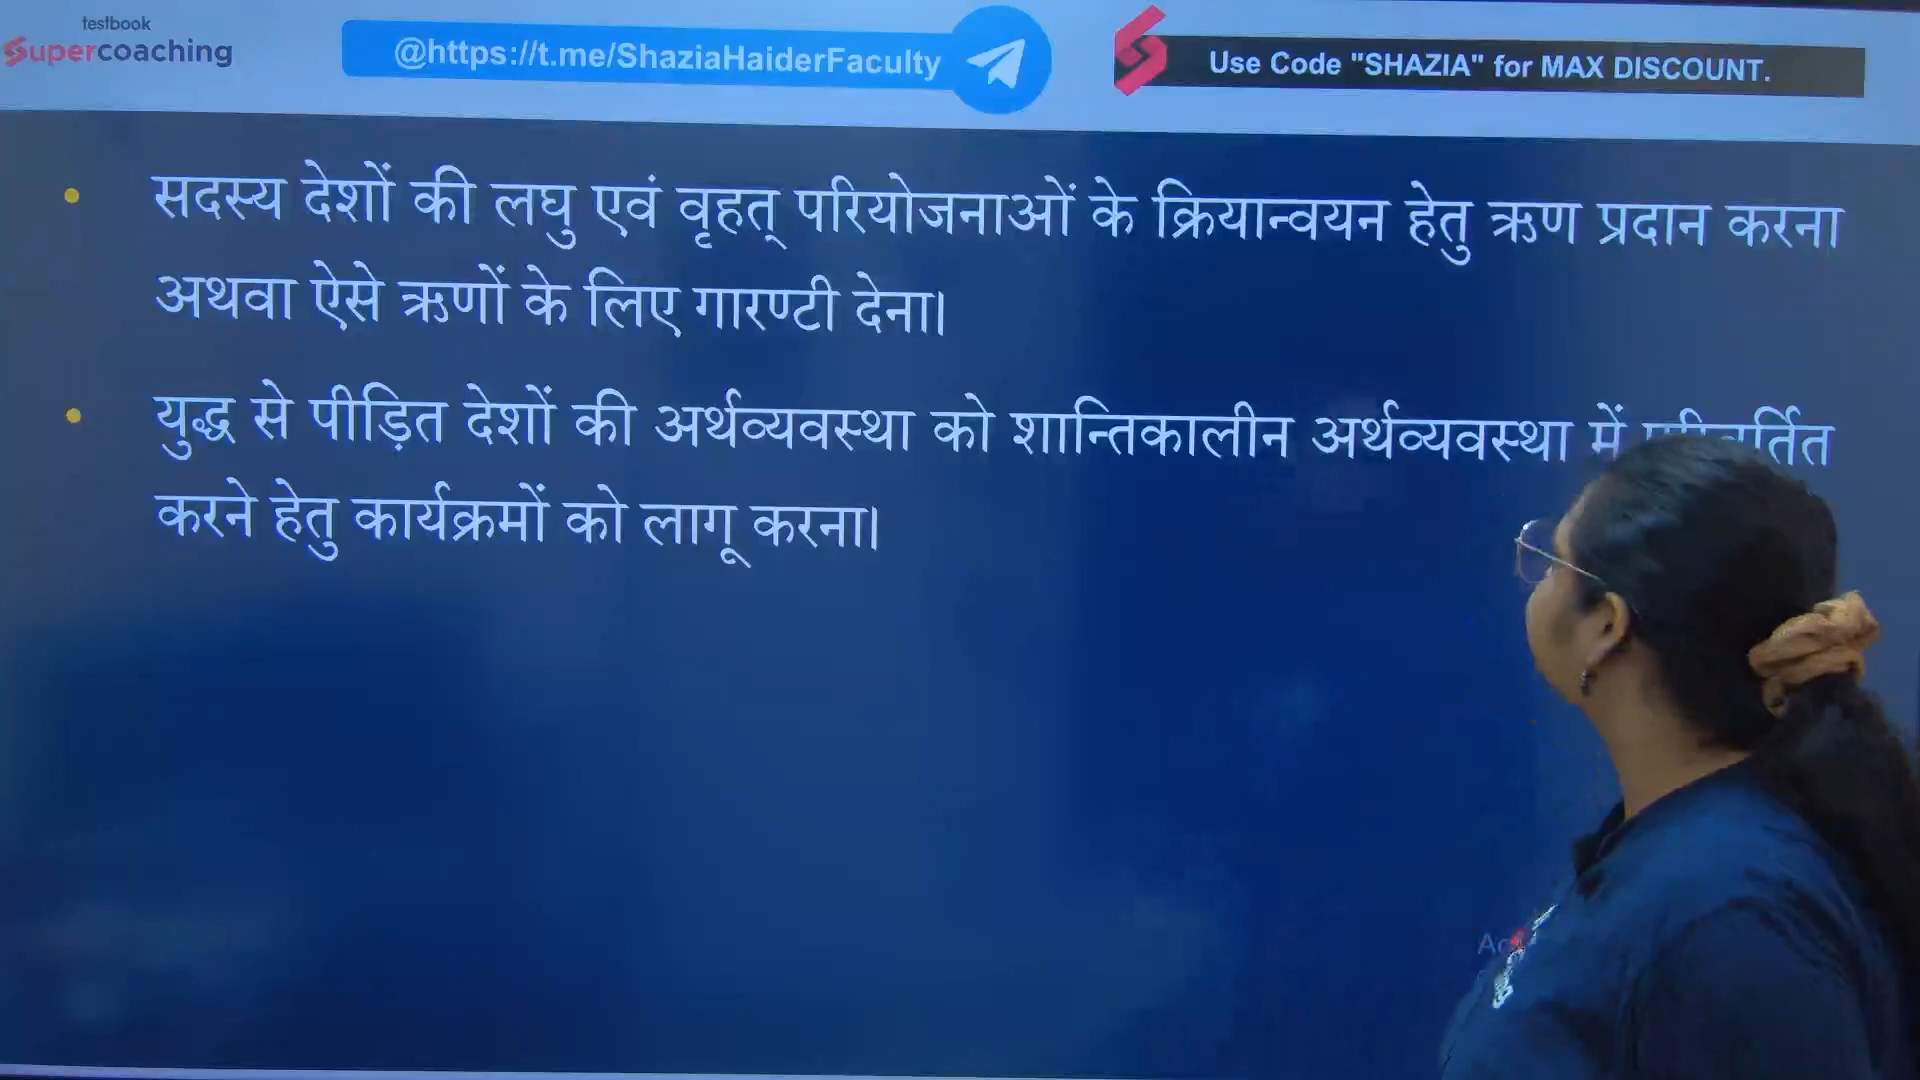 testbook
Supercoaching
@https://t.me/ShaziaHaiderFaculty
Use Code "SHAZIA" for MAX DISCOUNT.
• सदस्य देशों की लघु एवं वृहत् परियोजनाओं के क्रियान्वयन हेतु ऋण प्रदान करना
अथवा ऐसे ऋणों के लिए गारण्टी देना।
• युद्ध से पीड़ित देशों की अर्थव्यवस्था को शान्तिकालीन अर्थव्यवस्था में
करने हेतु कार्यक्रमों को लागू करना।